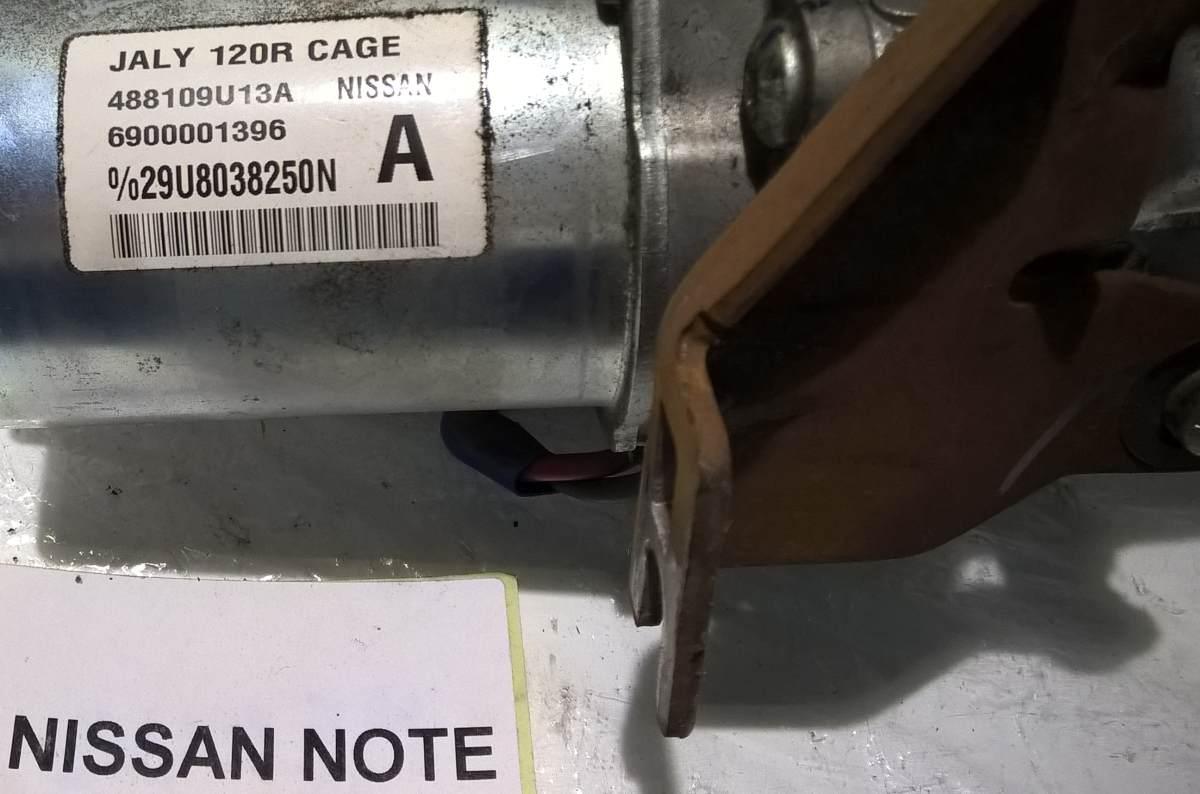 JALY 120R CAGE
488109U13A NISSAN
6900001396
A
%29U8038250N
NISSAN NOTE